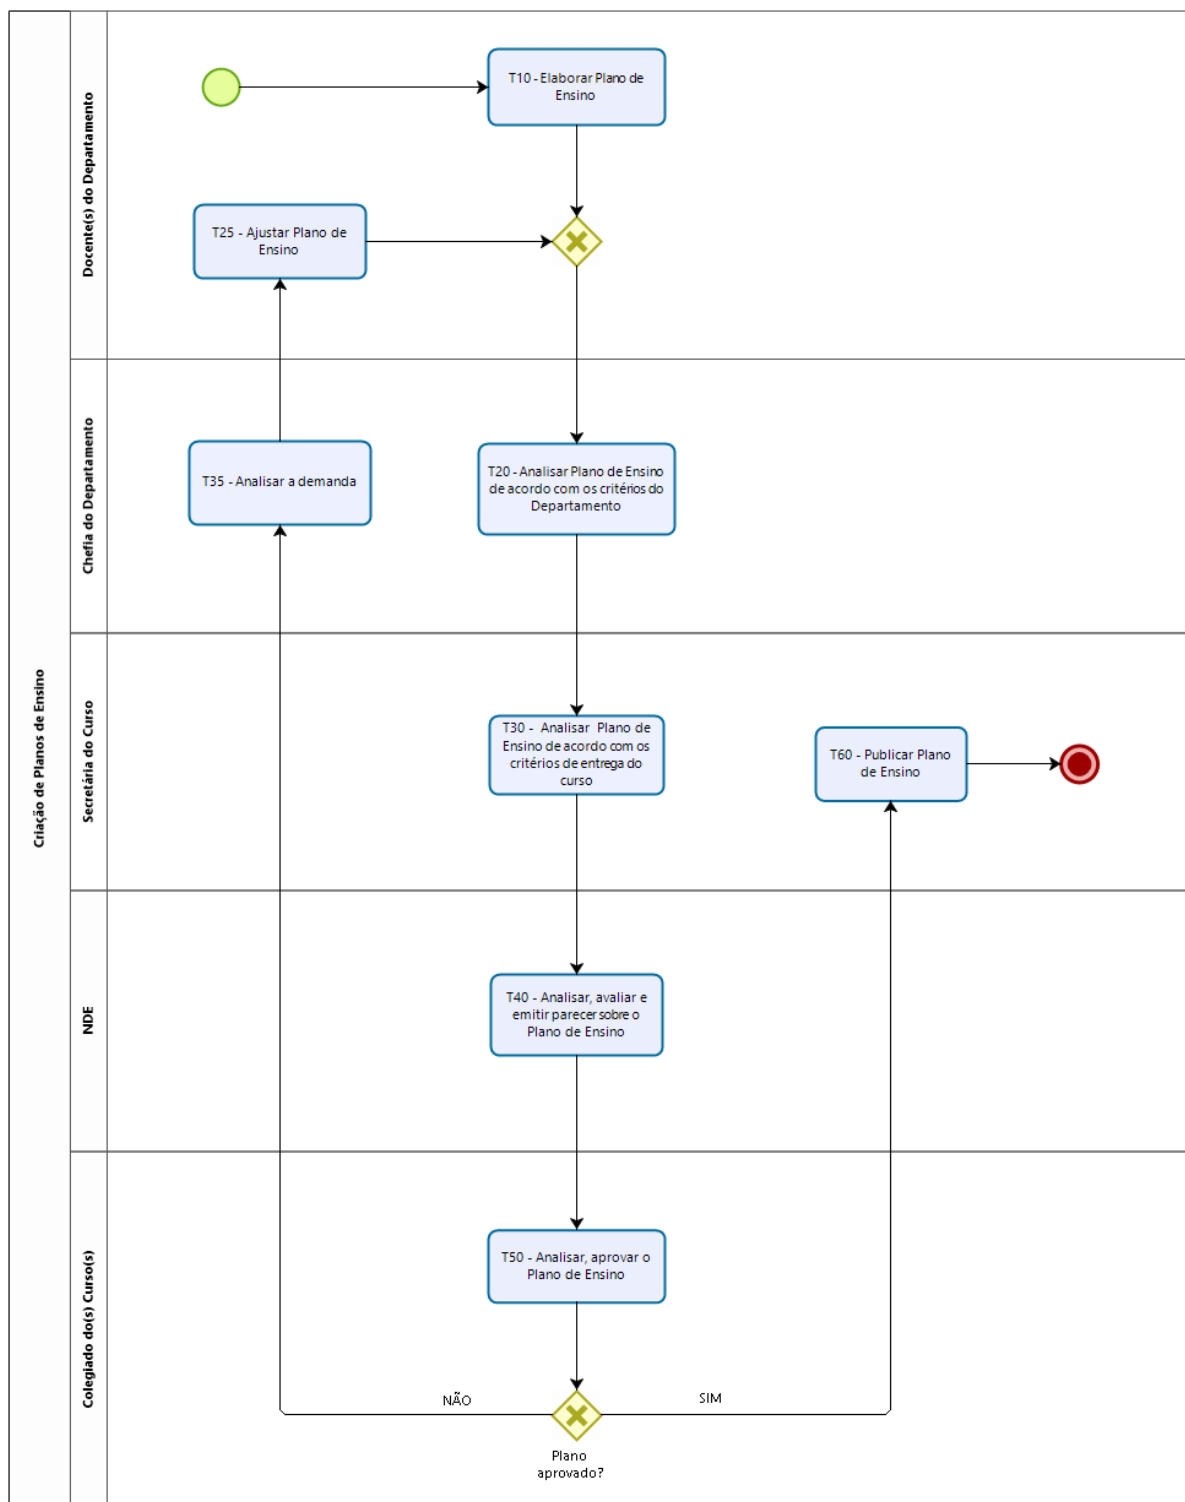 Criação de Planos de Ensino
Docente(s) do Departamento
T10 - Elaborar Plano de
Ensino
T25 - Ajustar Plano de
Ensino
Chefia do Departamento
T35 - Analisar a demanda
T20 - Analisar Plano de Ensino
de acordo com os critérios do
Departamento
Secretária do Curso
T30 - Analisar Plano de
Ensino de acordo com os
critérios de entrega do
curso
T60 - Publicar Plano
de Ensino
NDE
T40 - Analisar, avaliar e
emitir parecer sobre o
Plano de Ensino
Colegiado do(s) Curso(s)
T50 - Analisar, aprovar o
Plano de Ensino
NÃO
SIM
Plano
aprovado?